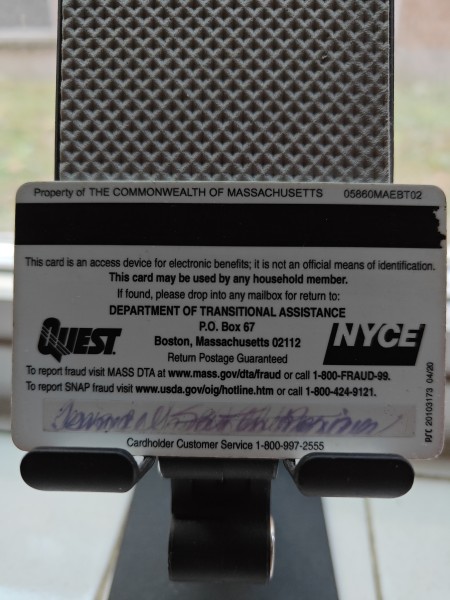 Property of THE COMMONWEALTH OF MASSACHUSETTS 05860MAEBT02
This card is an access device for electronic benefits; it is not an official means of identification.
This card may be used by any household member.
If found, please drop into any mailbox for return to:
DEPARTMENT OF TRANSITIONAL ASSISTANCE
P.O. Box 67
Boston, Massachusetts 02112
Return Postage Guaranteed
QUEST
NYCE
To report fraud visit MASS DTA at www.mass.gov/dta/fraud or call 1-800-FRAUD-99.
To report SNAP fraud visit www.usda.gov/oig/hotline.htm or call 1-800-424-9121.
Cardholder Customer Service 1-800-997-2555
20103173 04/20